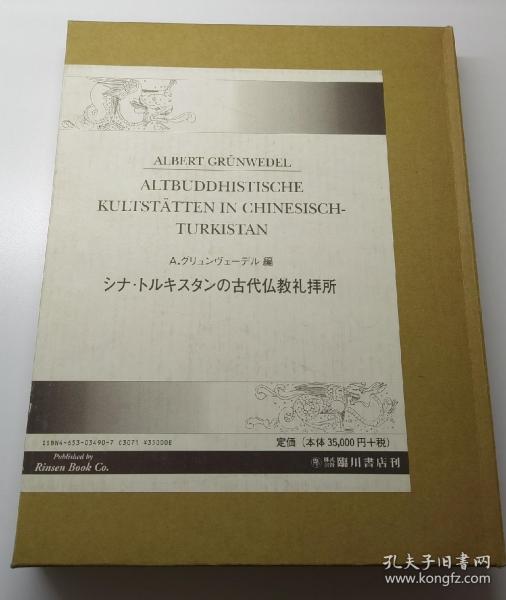 ALBERT GRÜNWEDEL
ALTBUDDHISTISCHE
KULTSTÄTTEN IN CHINESISCH-
TURKISTAN
A.グリュンヴェーデル 編
シナ・トルキスタンの古代仏教礼拝所
ISBN4-653-03490-7 C3071 ¥35000E
定価(本体 35,000円+税)
Published by
Rinsen Book Co.
株式会社 臨川書店刊
孔夫子旧书网
www.kongfz.com